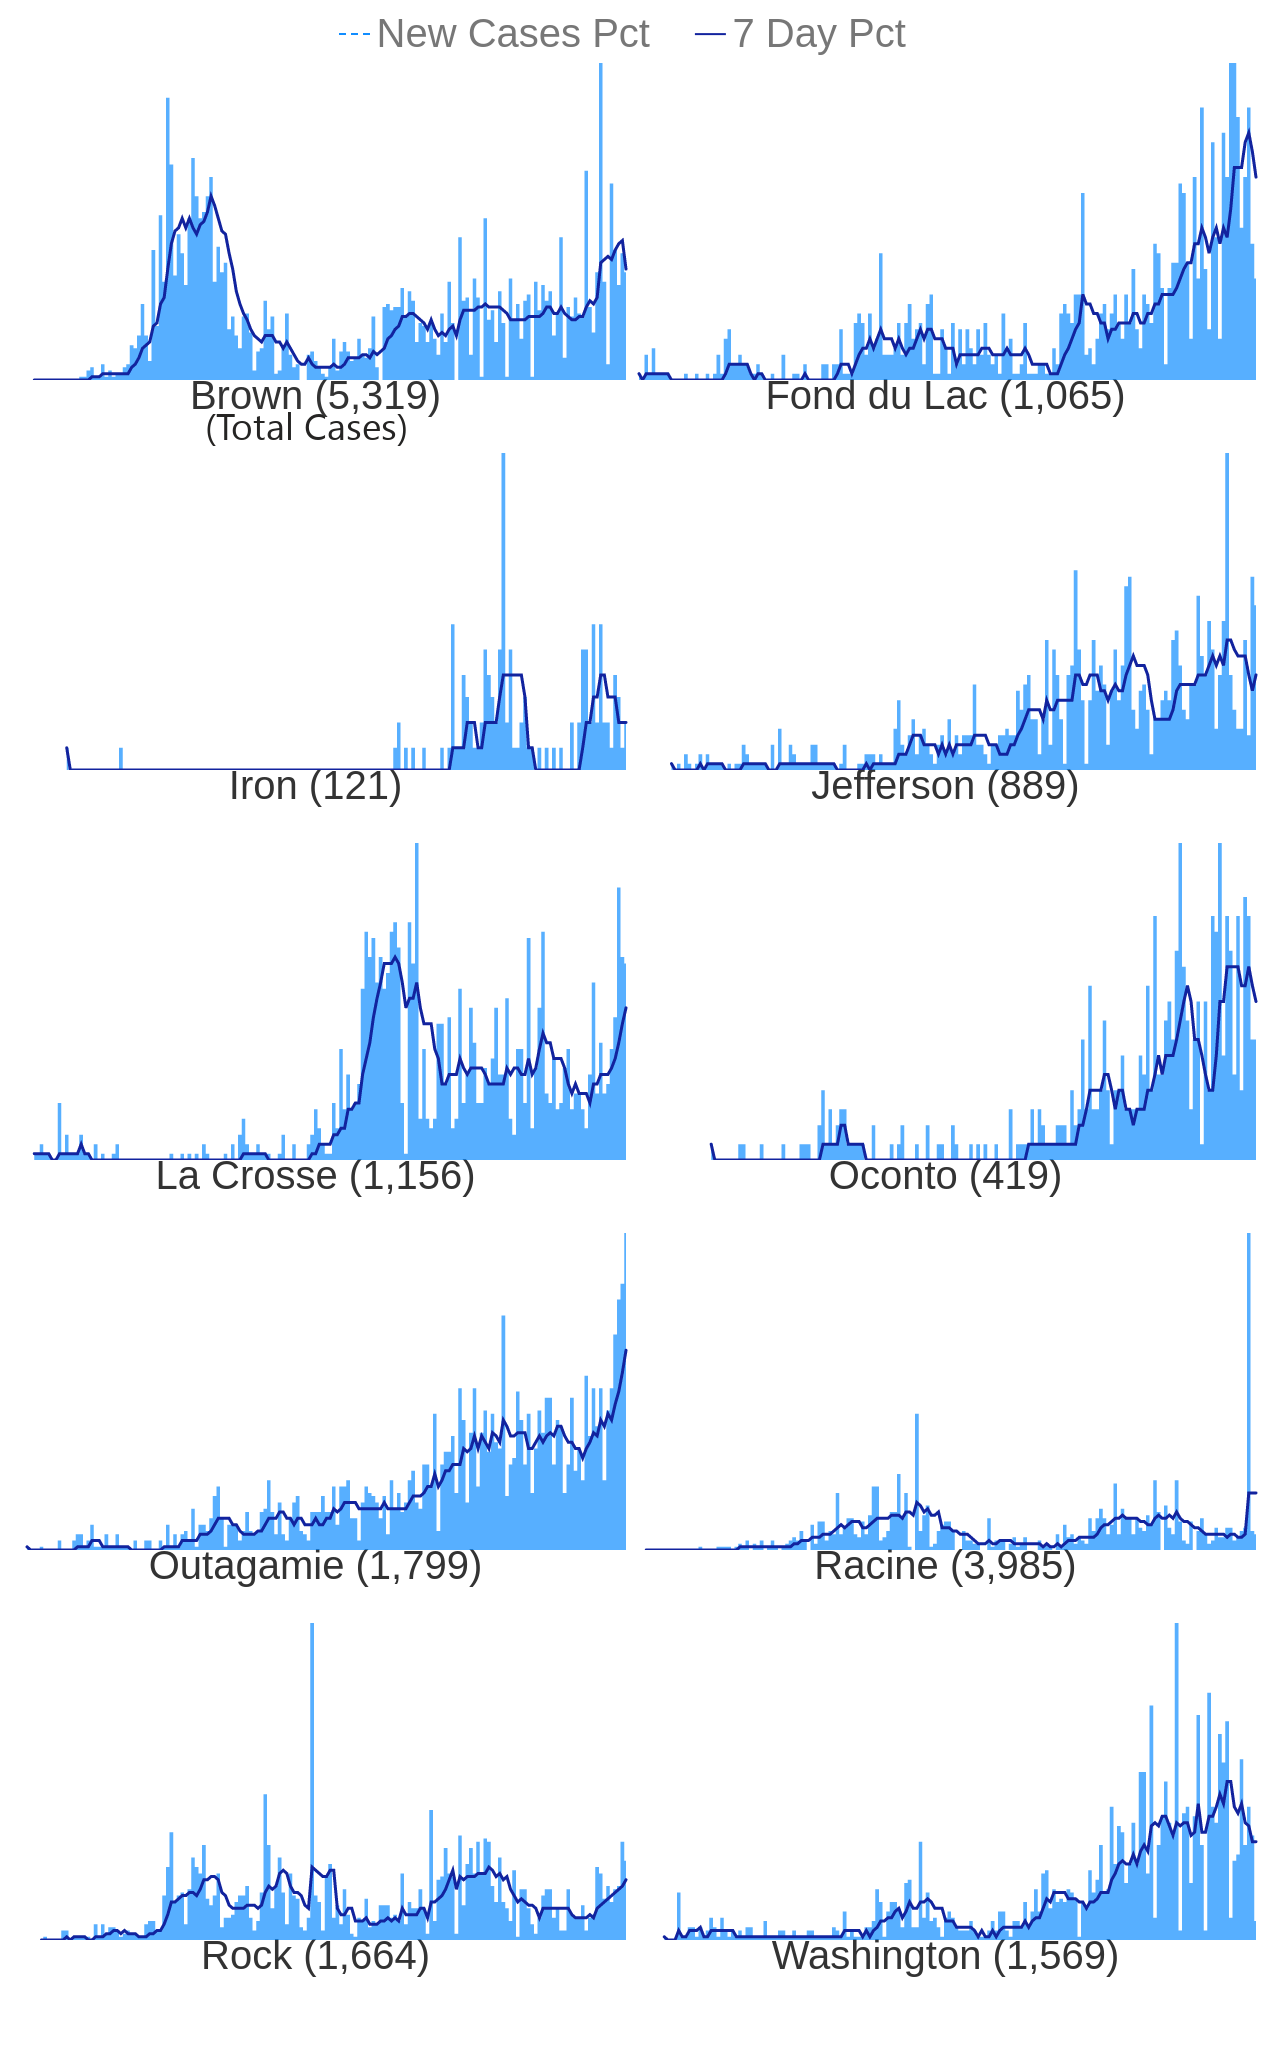 New Cases Pct 7 Day Pct
Brown (5,319) Fond du Lac (1,065)
(Total Cases)
Iron (121) Jefferson (889)
La Crosse (1,156) Oconto (419)
Outagamie (1,799) Racine (3,985)
Rock (1,664) Washington (1,569)